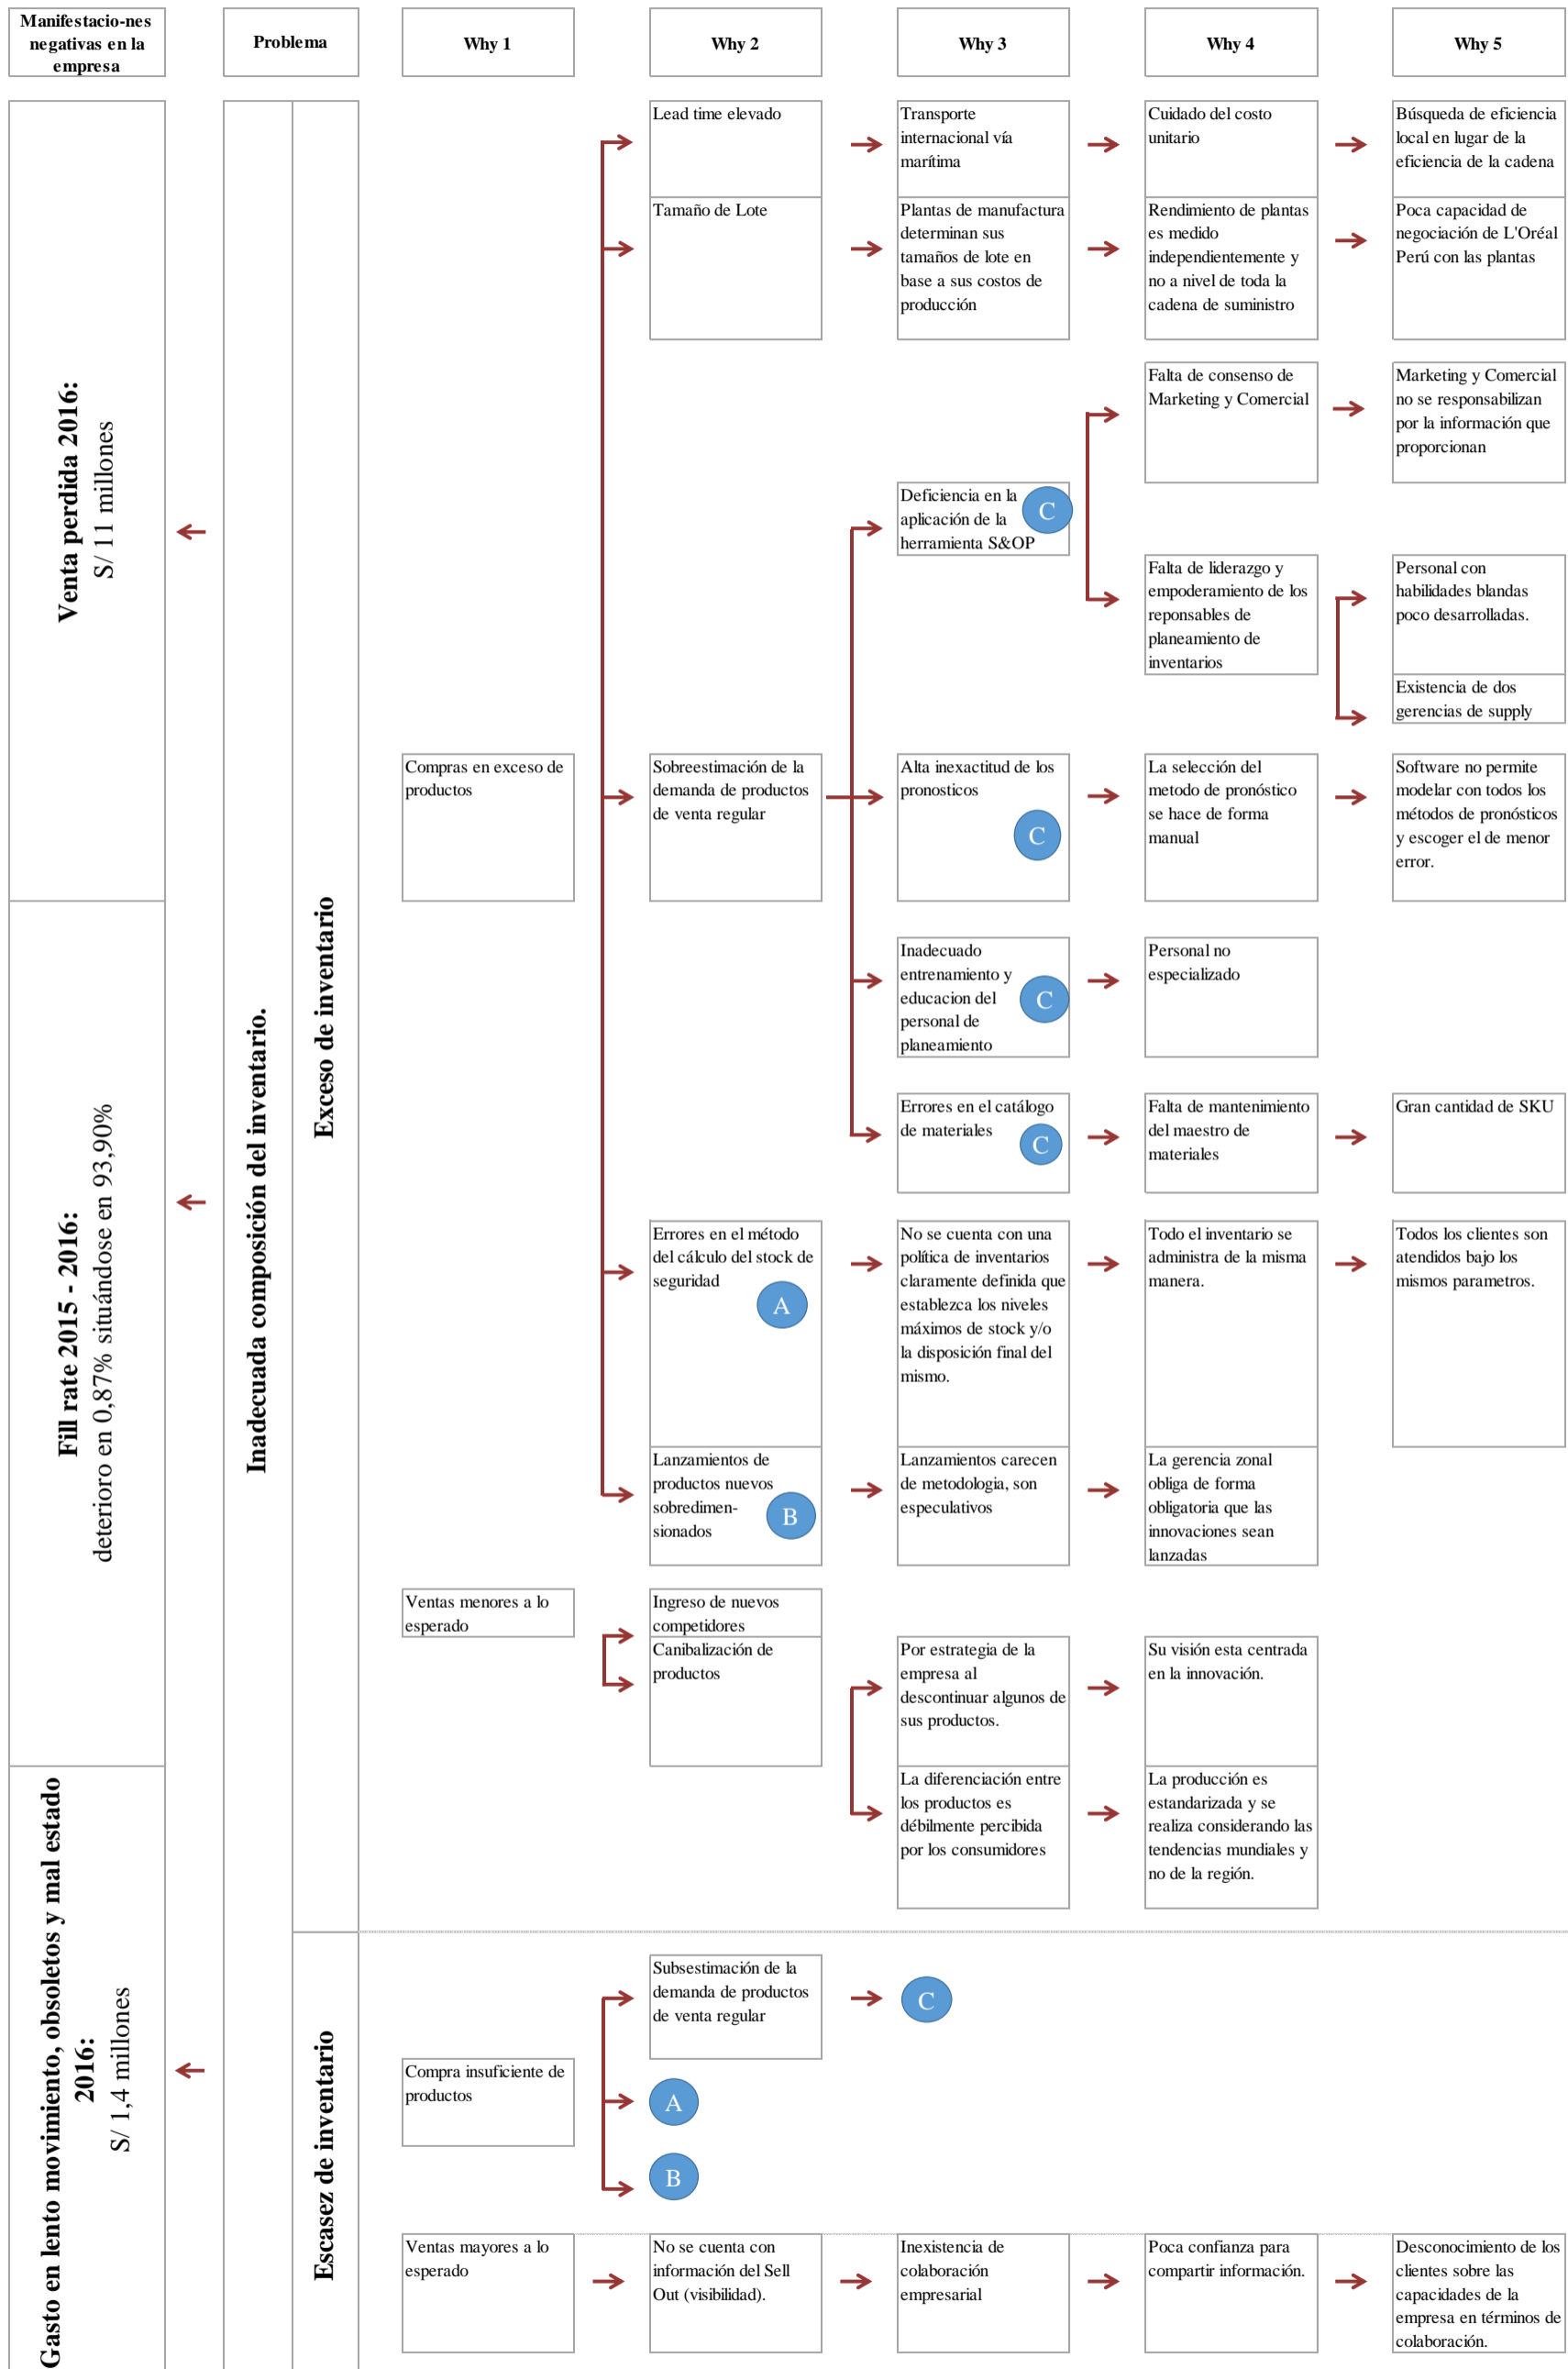 Manifestacio-nes
negativas en la
empresa
Problema
Why 1
Why 2
Why 3
Why 4
Why 5
Venta perdida 2016:
S/ 11 millones
Fill rate 2015 - 2016:
deterioro en 0,87% situándose en 93,90%
Gasto en lento movimiento, obsoletos y mal estado
2016:
S/ 1,4 millones
Inadecuada composición del inventario.
Exceso de inventario
Lead time elevado
Transporte
internacional vía
marítima
Cuidado del costo
unitario
Búsqueda de eficiencia
local en lugar de la
eficiencia de la cadena
Tamaño de Lote
Plantas de manufactura
determinan sus
tamaños de lote en
base a sus costos de
producción
Rendimiento de plantas
es medido
independientemente y
no a nivel de toda la
cadena de suministro
Poca capacidad de
negociación de L'Oréal
Perú con las plantas
Falta de consenso de
Marketing y Comercial
Marketing y Comercial
no se responsabilizan
por la información que
proporcionan
Deficiencia en la
aplicación de la
herramienta S&OP
C
Falta de liderazgo y
empoderamiento de los
reponsables de
planeamiento de
inventarios
Personal con
habilidades blandas
poco desarrolladas.
Existencia de dos
gerencias de supply
Compras en exceso de
productos
Sobreestimación de la
demanda de productos
de venta regular
Alta inexactitud de los
pronosticos
C
La selección del
metodo de pronóstico
se hace de forma
manual
Software no permite
modelar con todos los
métodos de pronósticos
y escoger el de menor
error.
Inadecuado
entrenamiento y
educacion del
personal de
planeamiento
C
Personal no
especializado
Errores en el catálogo
de materiales
C
Falta de mantenimiento
del maestro de
materiales
Gran cantidad de SKU
Errores en el método
del cálculo del stock de
seguridad
A
No se cuenta con una
política de inventarios
claramente definida que
establezca los niveles
máximos de stock y/o
la disposición final del
mismo.
Todo el inventario se
administra de la misma
manera.
Todos los clientes son
atendidos bajo los
mismos parametros.
Lanzamientos de
productos nuevos
sobredimen-
sionados
B
Lanzamientos carecen
de metodologia, son
especulativos
La gerencia zonal
obliga de forma
obligatoria que las
innovaciones sean
lanzadas
Ventas menores a lo
esperado
Ingreso de nuevos
competidores
Canibalización de
productos
Por estrategia de la
empresa al
descontinuar algunos de
sus productos.
Su visión esta centrada
en la innovación.
La diferenciación entre
los productos es
débilmente percibida
por los consumidores
La producción es
estandarizada y se
realiza considerando las
tendencias mundiales y
no de la región.
Escasez de inventario
Compra insuficiente de
productos
Subsestimación de la
demanda de productos
de venta regular
C
A
B
Ventas mayores a lo
esperado
No se cuenta con
información del Sell
Out (visibilidad).
Inexistencia de
colaboración
empresarial
Poca confianza para
compartir información.
Desconocimiento de los
clientes sobre las
capacidades de la
empresa en términos de
colaboración.